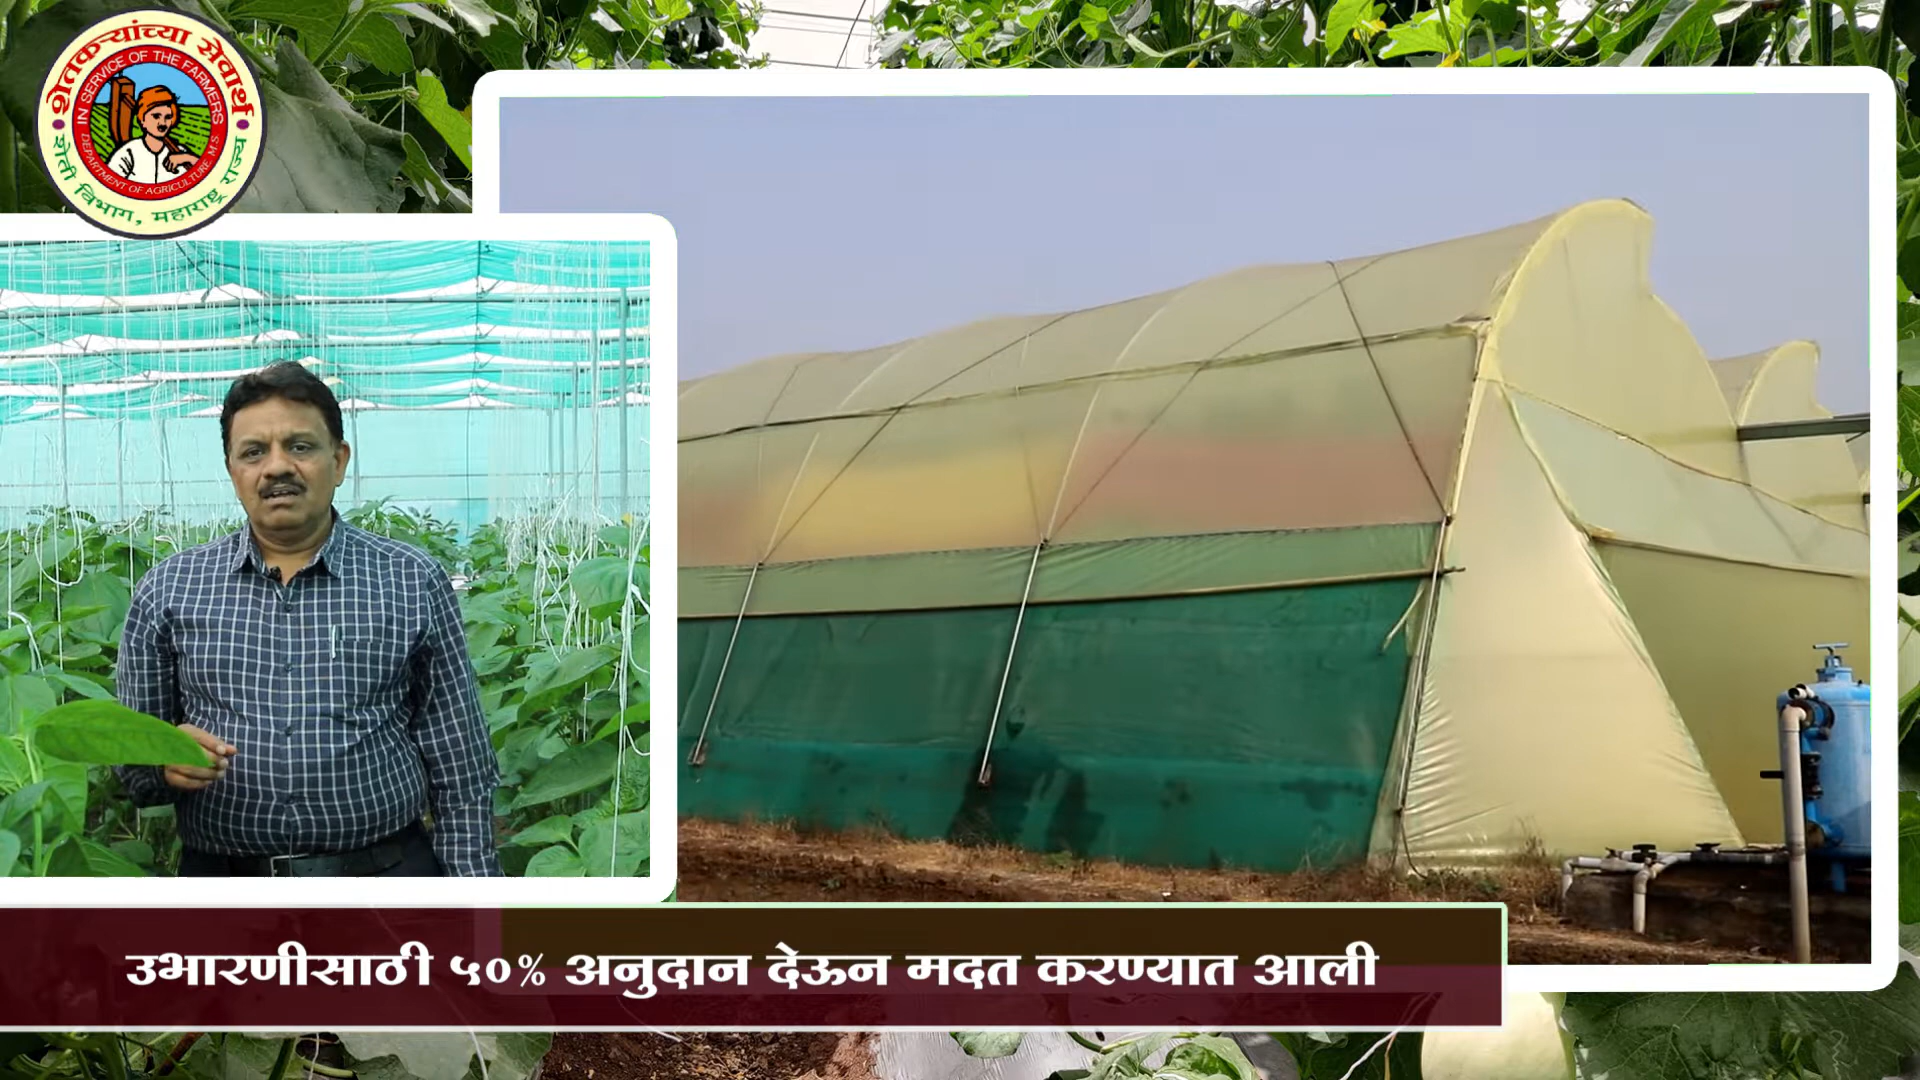 शेतकऱ्यांच्या सेवार्थ
IN SERVICE OF THE FARMERS
DEPARTMENT OF AGRICULTURE M.S.
शेती विभाग, महाराष्ट्र राज्य
उभारणीसाठी ५०% अनुदान देऊन मदत करण्यात आली